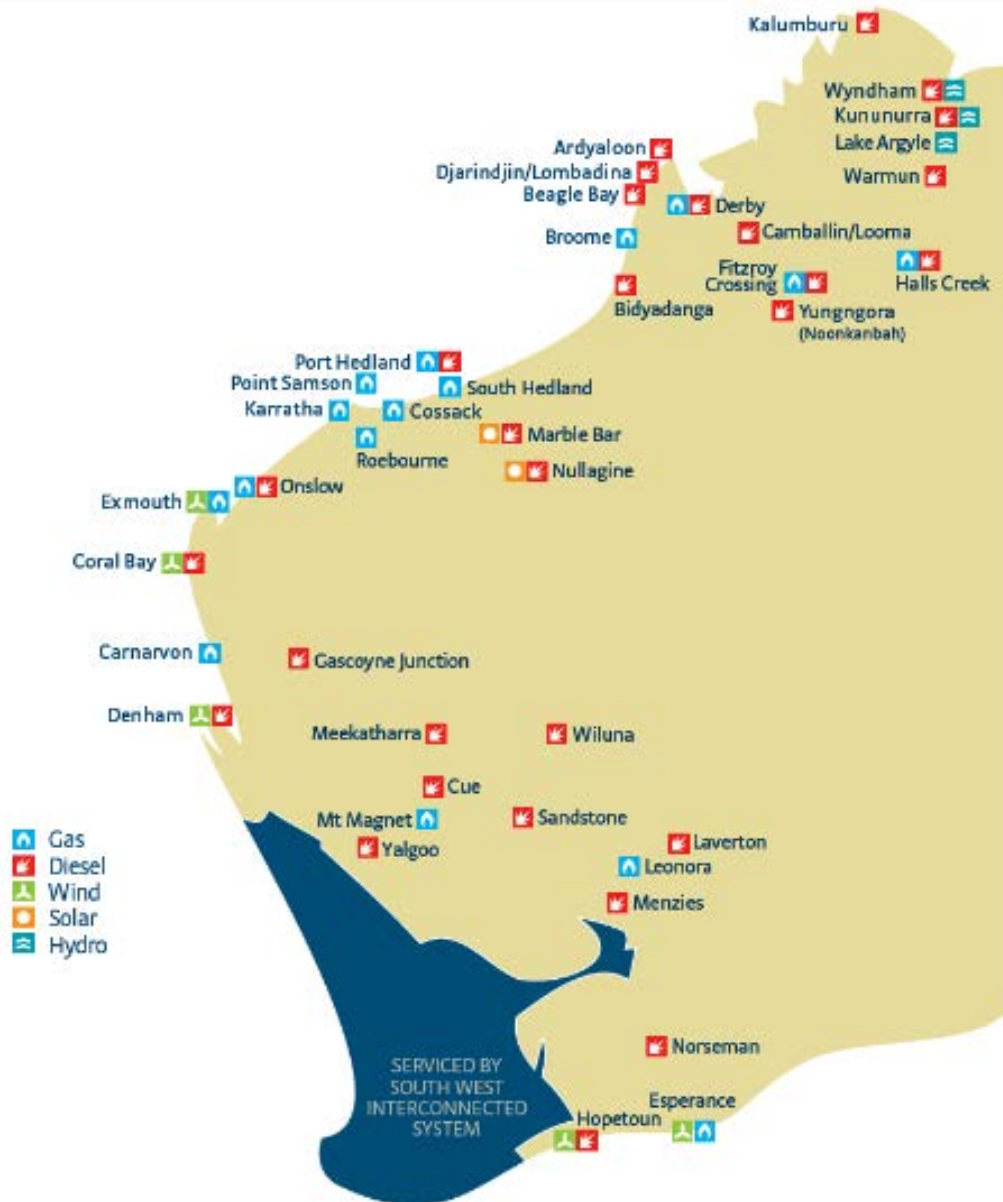 Kalumburu
Wyndham
Kununurra
Lake Argyle
Warmun
Ardyaloon
Djarindjin/Lombadina
Beagle Bay
Derby
Broome
Camballin/Looma
Fitzroy
Crossing
Halls Creek
Bidyadanga
Yungngora
(Noonkanbah)
Port Hedland
Point Samson
South Hedland
Karratha
Cossack
Roebourne
Marble Bar
Nullagine
Onslow
Exmouth
Coral Bay
Carnarvon
Gascoyne Junction
Denham
Meekatharra
Wiluna
Cue
Mt Magnet
Sandstone
Yalgoo
Laverton
Leonora
Menzies
Gas
Diesel
Wind
Solar
Hydro
Norseman
SERVICED BY
SOUTH WEST
INTERCONNECTED
SYSTEM
Esperance
Hopetoun